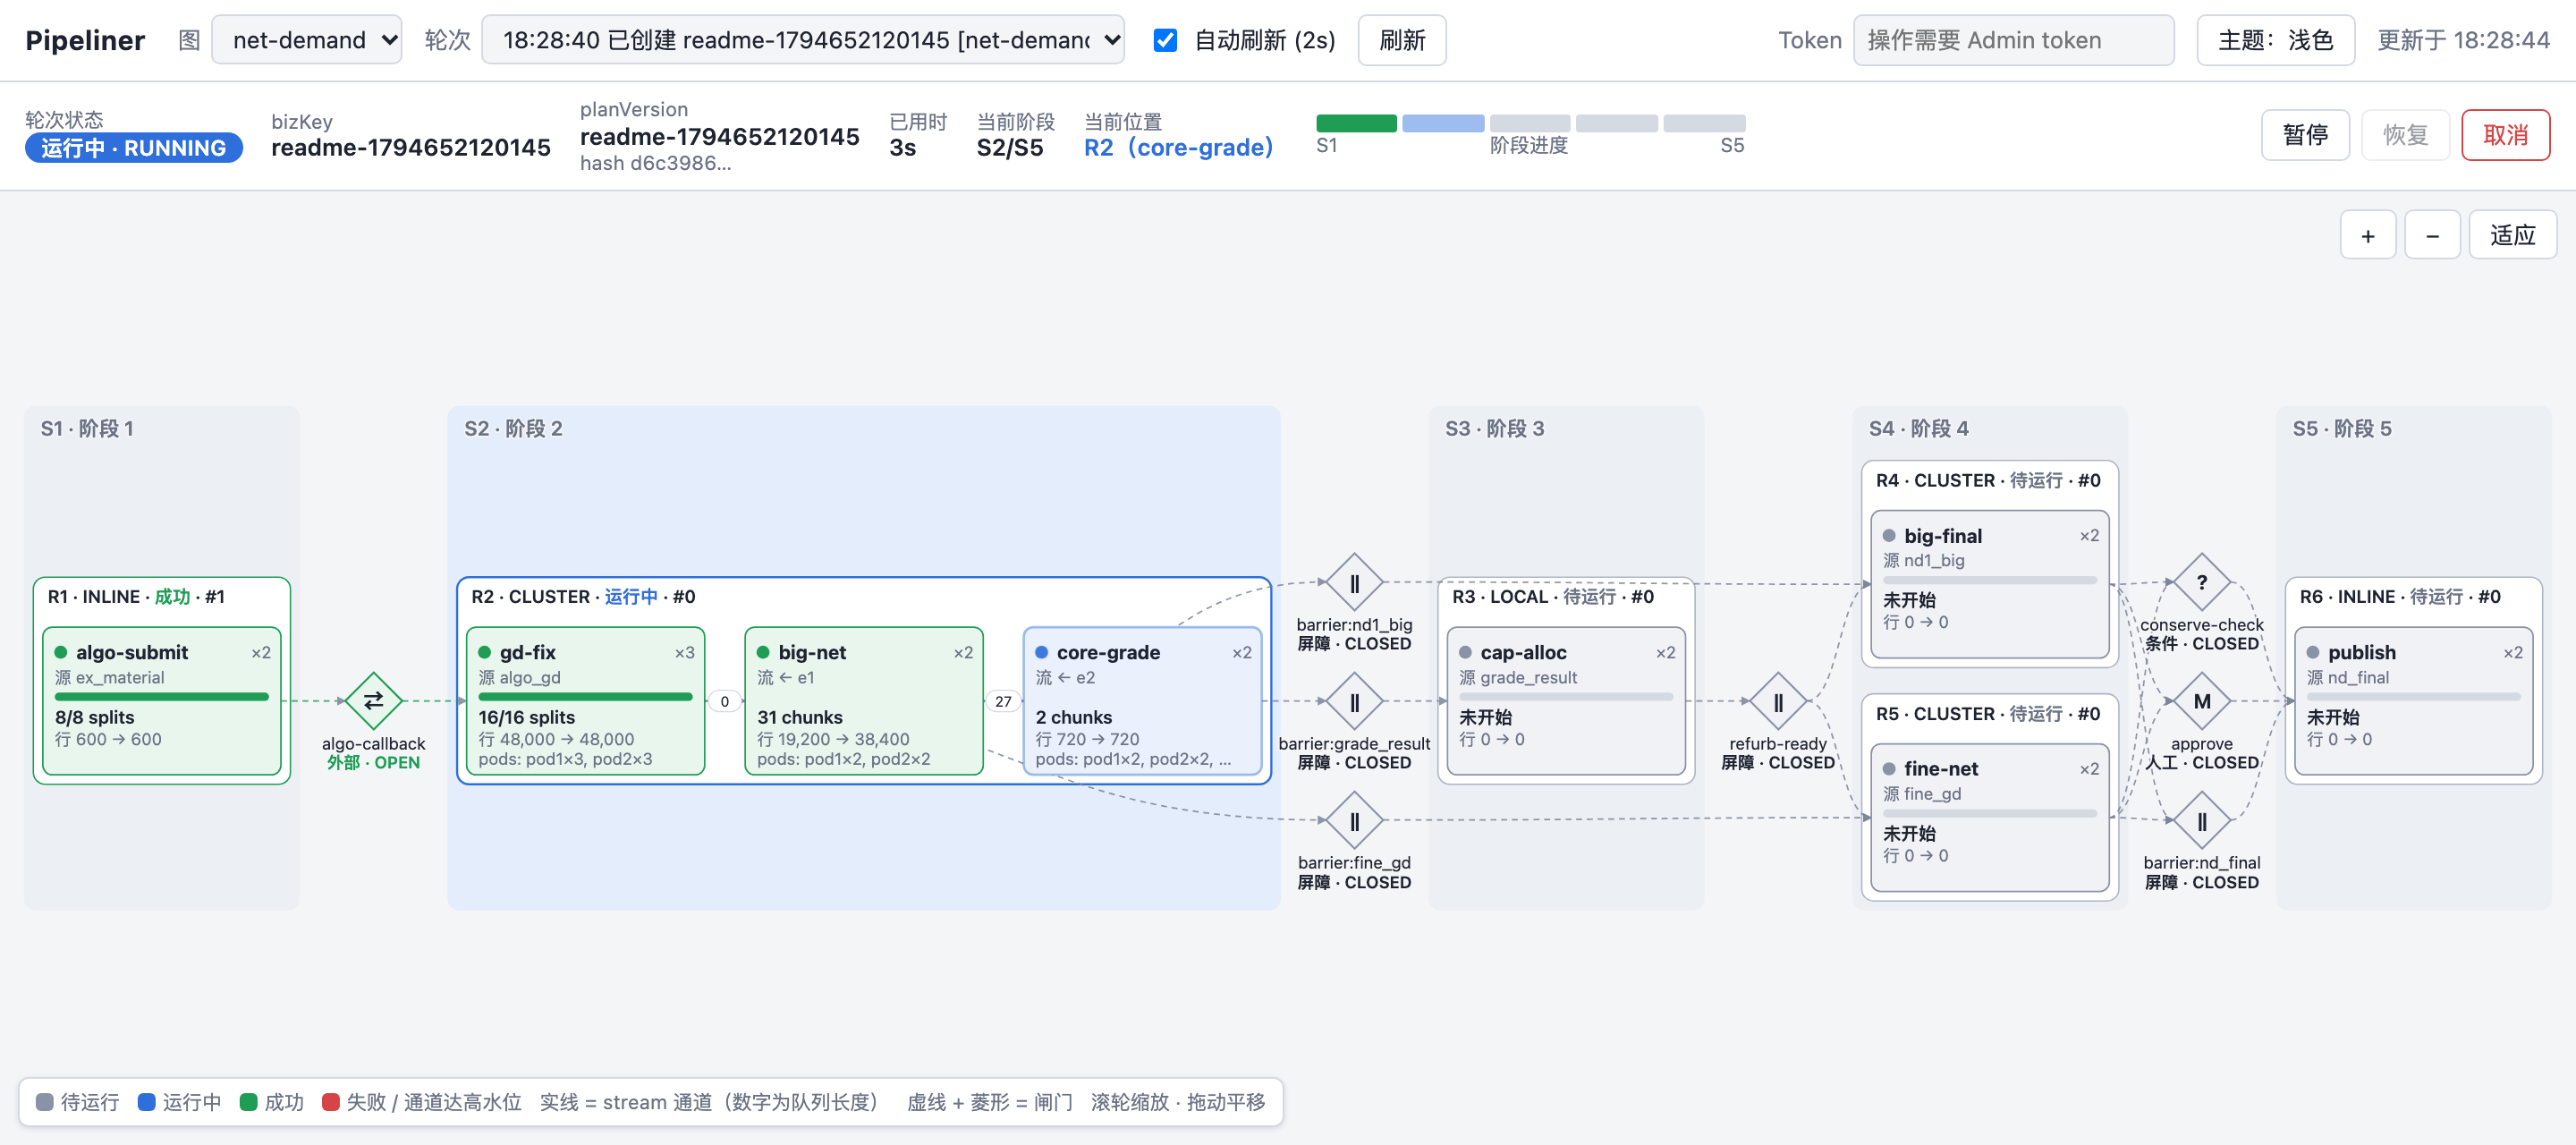 Pipeliner 图 net-demand 轮次 18:28:40 已创建 readme-1794652120145 [net-demand 自动刷新 (2s) 刷新 Token 操作需要 Admin token 主题：浅色 更新于 18:28:44
轮次状态
运行中 · RUNNING
bizKey
readme-1794652120145
planVersion
readme-1794652120145
hash d6c3986...
已用时
3s
当前阶段
S2/S5
当前位置
R2（core-grade）
S1 阶段进度 S5
暂停 恢复 取消
+ − 适应
S1 · 阶段 1
R1 · INLINE · 成功 · #1
algo-submit ×2
源 ex_material
8/8 splits
行 600 → 600
⇄
algo-callback
外部 · OPEN
S2 · 阶段 2
R2 · CLUSTER · 运行中 · #0
gd-fix ×3
源 algo_gd
16/16 splits
行 48,000 → 48,000
pods: pod1×3, pod2×3
0
big-net ×2
流 ← e1
31 chunks
行 19,200 → 38,400
pods: pod1×2, pod2×2
27
core-grade ×2
流 ← e2
2 chunks
行 720 → 720
pods: pod1×2, pod2×2, ...
‖
barrier:nd1_big
屏障 · CLOSED
‖
barrier:grade_result
屏障 · CLOSED
‖
barrier:fine_gd
屏障 · CLOSED
S3 · 阶段 3
R3 · LOCAL · 待运行 · #0
cap-alloc ×2
源 grade_result
未开始
行 0 → 0
‖
refurb-ready
屏障 · CLOSED
S4 · 阶段 4
R4 · CLUSTER · 待运行 · #0
big-final ×2
源 nd1_big
未开始
行 0 → 0
R5 · CLUSTER · 待运行 · #0
fine-net ×2
源 fine_gd
未开始
行 0 → 0
?
conserve-check
条件 · CLOSED
M
approve
人工 · CLOSED
‖
barrier:nd_final
屏障 · CLOSED
S5 · 阶段 5
R6 · INLINE · 待运行 · #0
publish ×2
源 nd_final
未开始
行 0 → 0
待运行 运行中 成功 失败 / 通道达高水位 实线 = stream 通道（数字为队列长度） 虚线 + 菱形 = 闸门 滚轮缩放 · 拖动平移